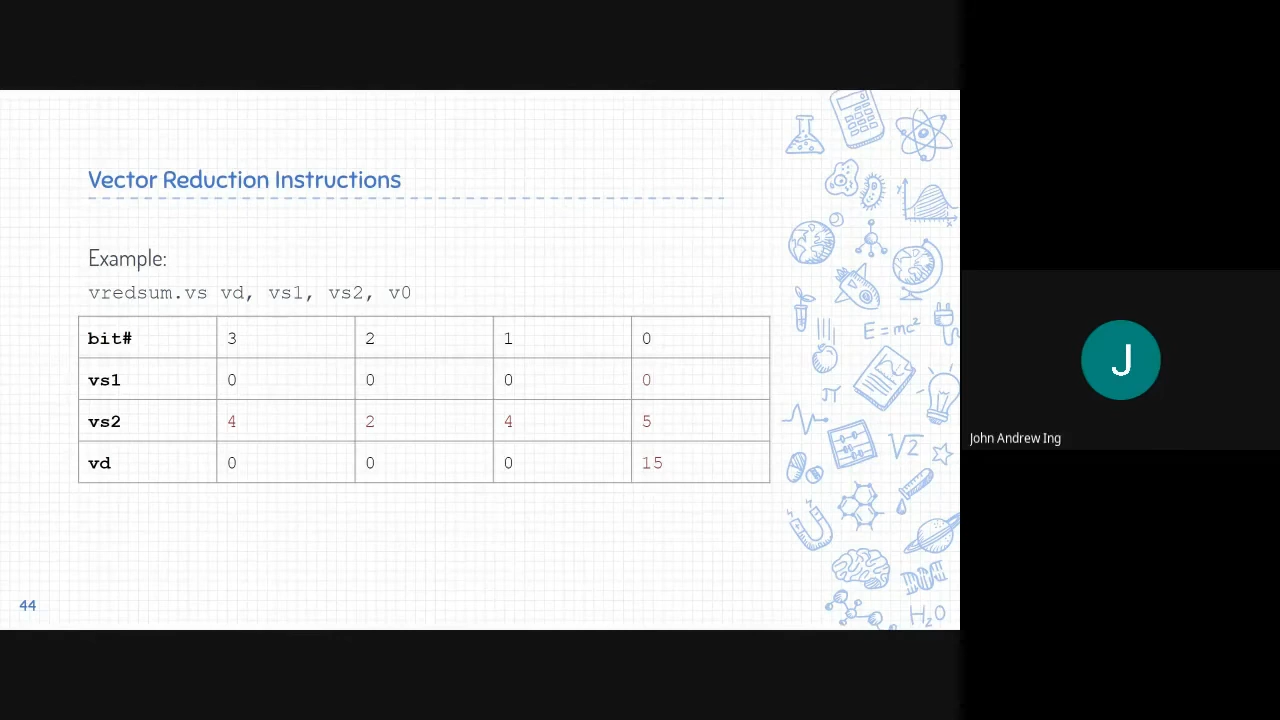 Vector Reduction Instructions
Example:
vredsum.vs vd, vs1, vs2, v0
bit# 3 2 1 0
vs1 0 0 0 0
vs2 4 2 4 5
vd 0 0 0 15
44
E=mc²
π
√2
H₂O
y
x
J
John Andrew Ing